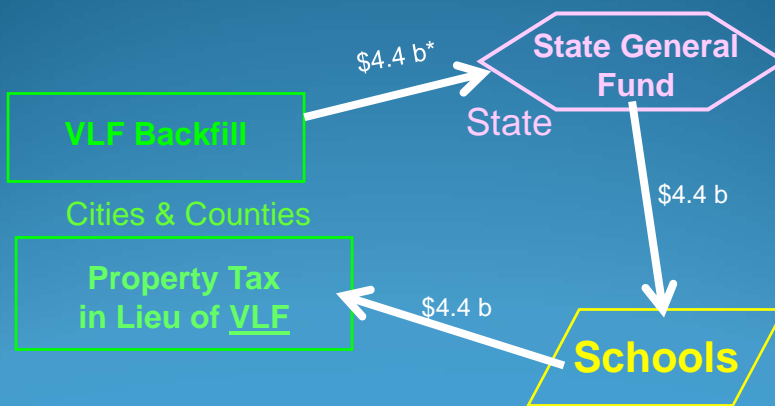 $4.4 b*
State General
Fund
VLF Backfill
State
$4.4 b
Cities & Counties
Property Tax
in Lieu of VLF
$4.4 b
Schools